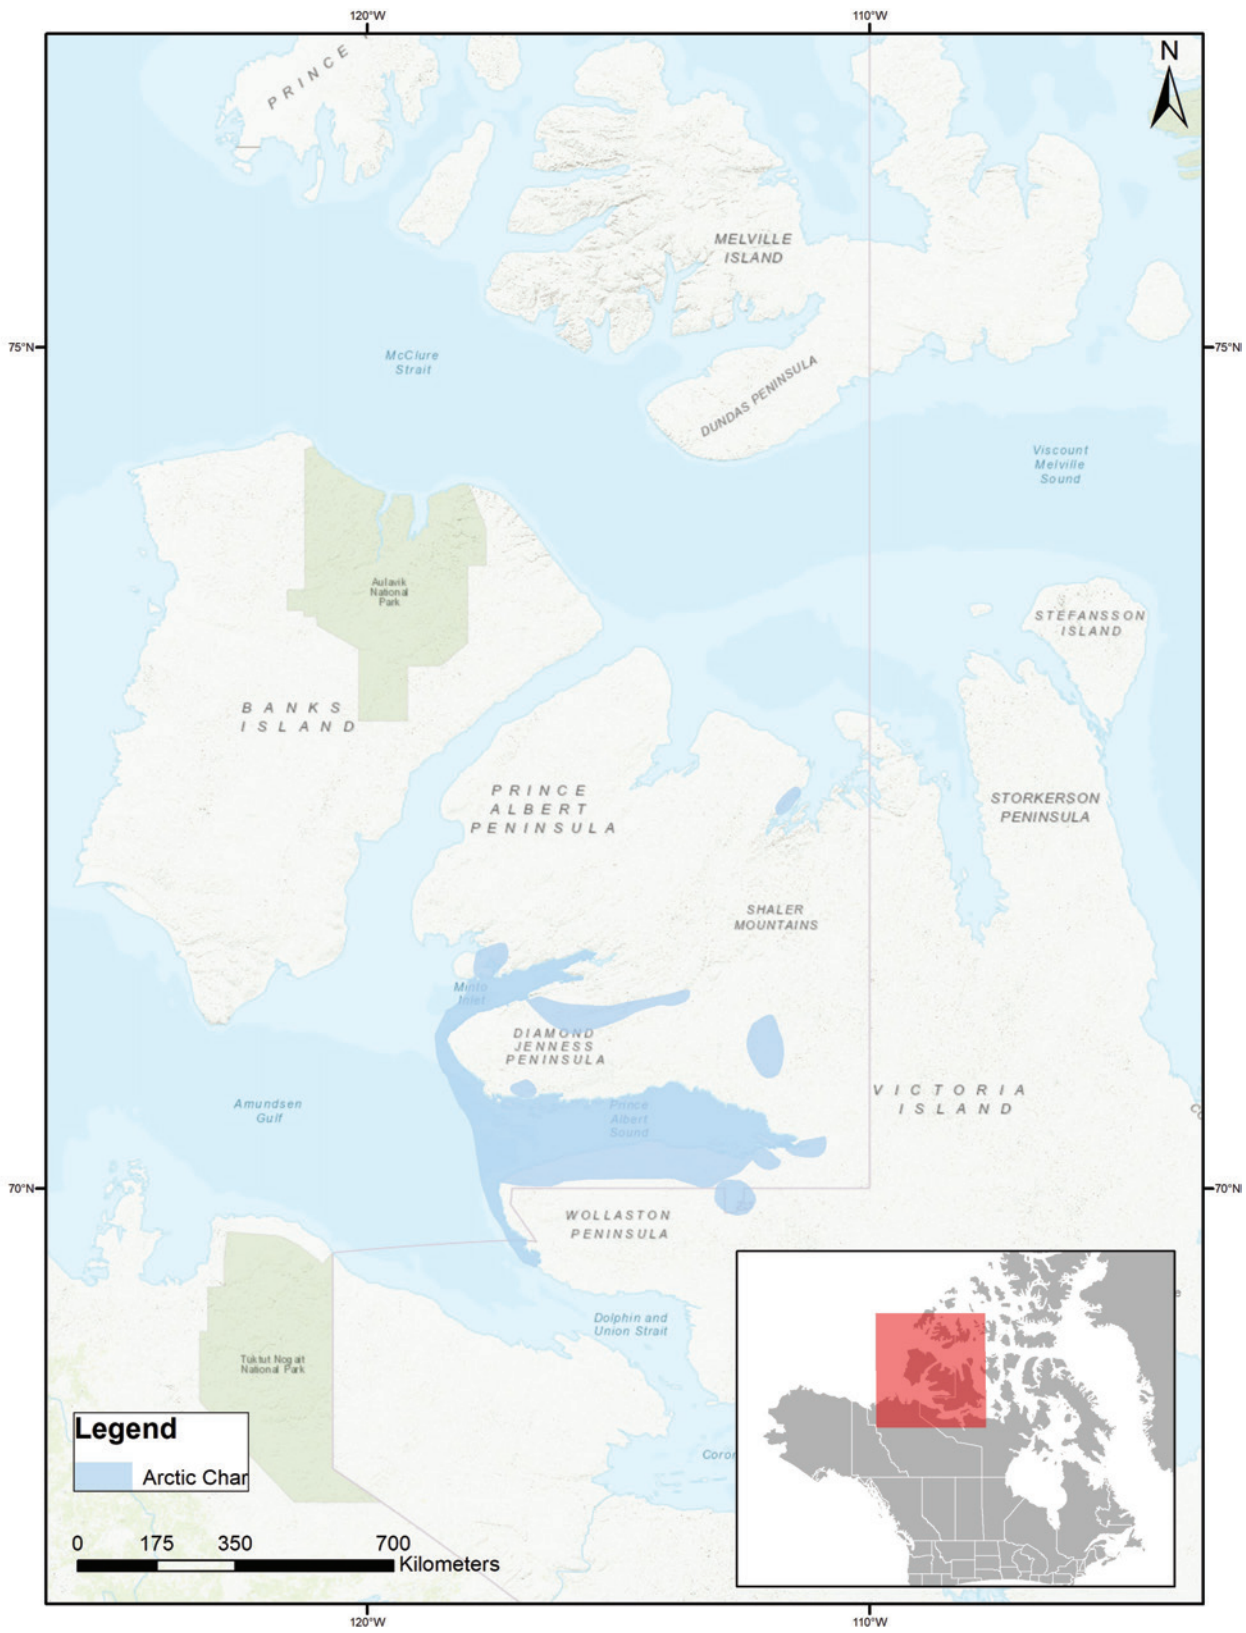 120°W
110°W
N
PRINCE
MELVILLE
ISLAND
75°N
75°N
McClure
Strait
DUNDAS PENINSULA
Viscount
Melville
Sound
Aulavik
National
Park
STEFANSSON
ISLAND
BANKS
ISLAND
PRINCE
ALBERT
PENINSULA
STORKERSON
PENINSULA
SHALER
MOUNTAINS
Minto
Inlet
DIAMOND
JENNESS
PENINSULA
VICTORIA
ISLAND
Amundsen
Gulf
Prince
Albert
Sound
70°N
70°N
WOLLASTON
PENINSULA
Dolphin and
Union Strait
Tuktut Nogait
National Park
Legend
Arctic Char
Coron
0 175 350 700
Kilometers
120°W
110°W